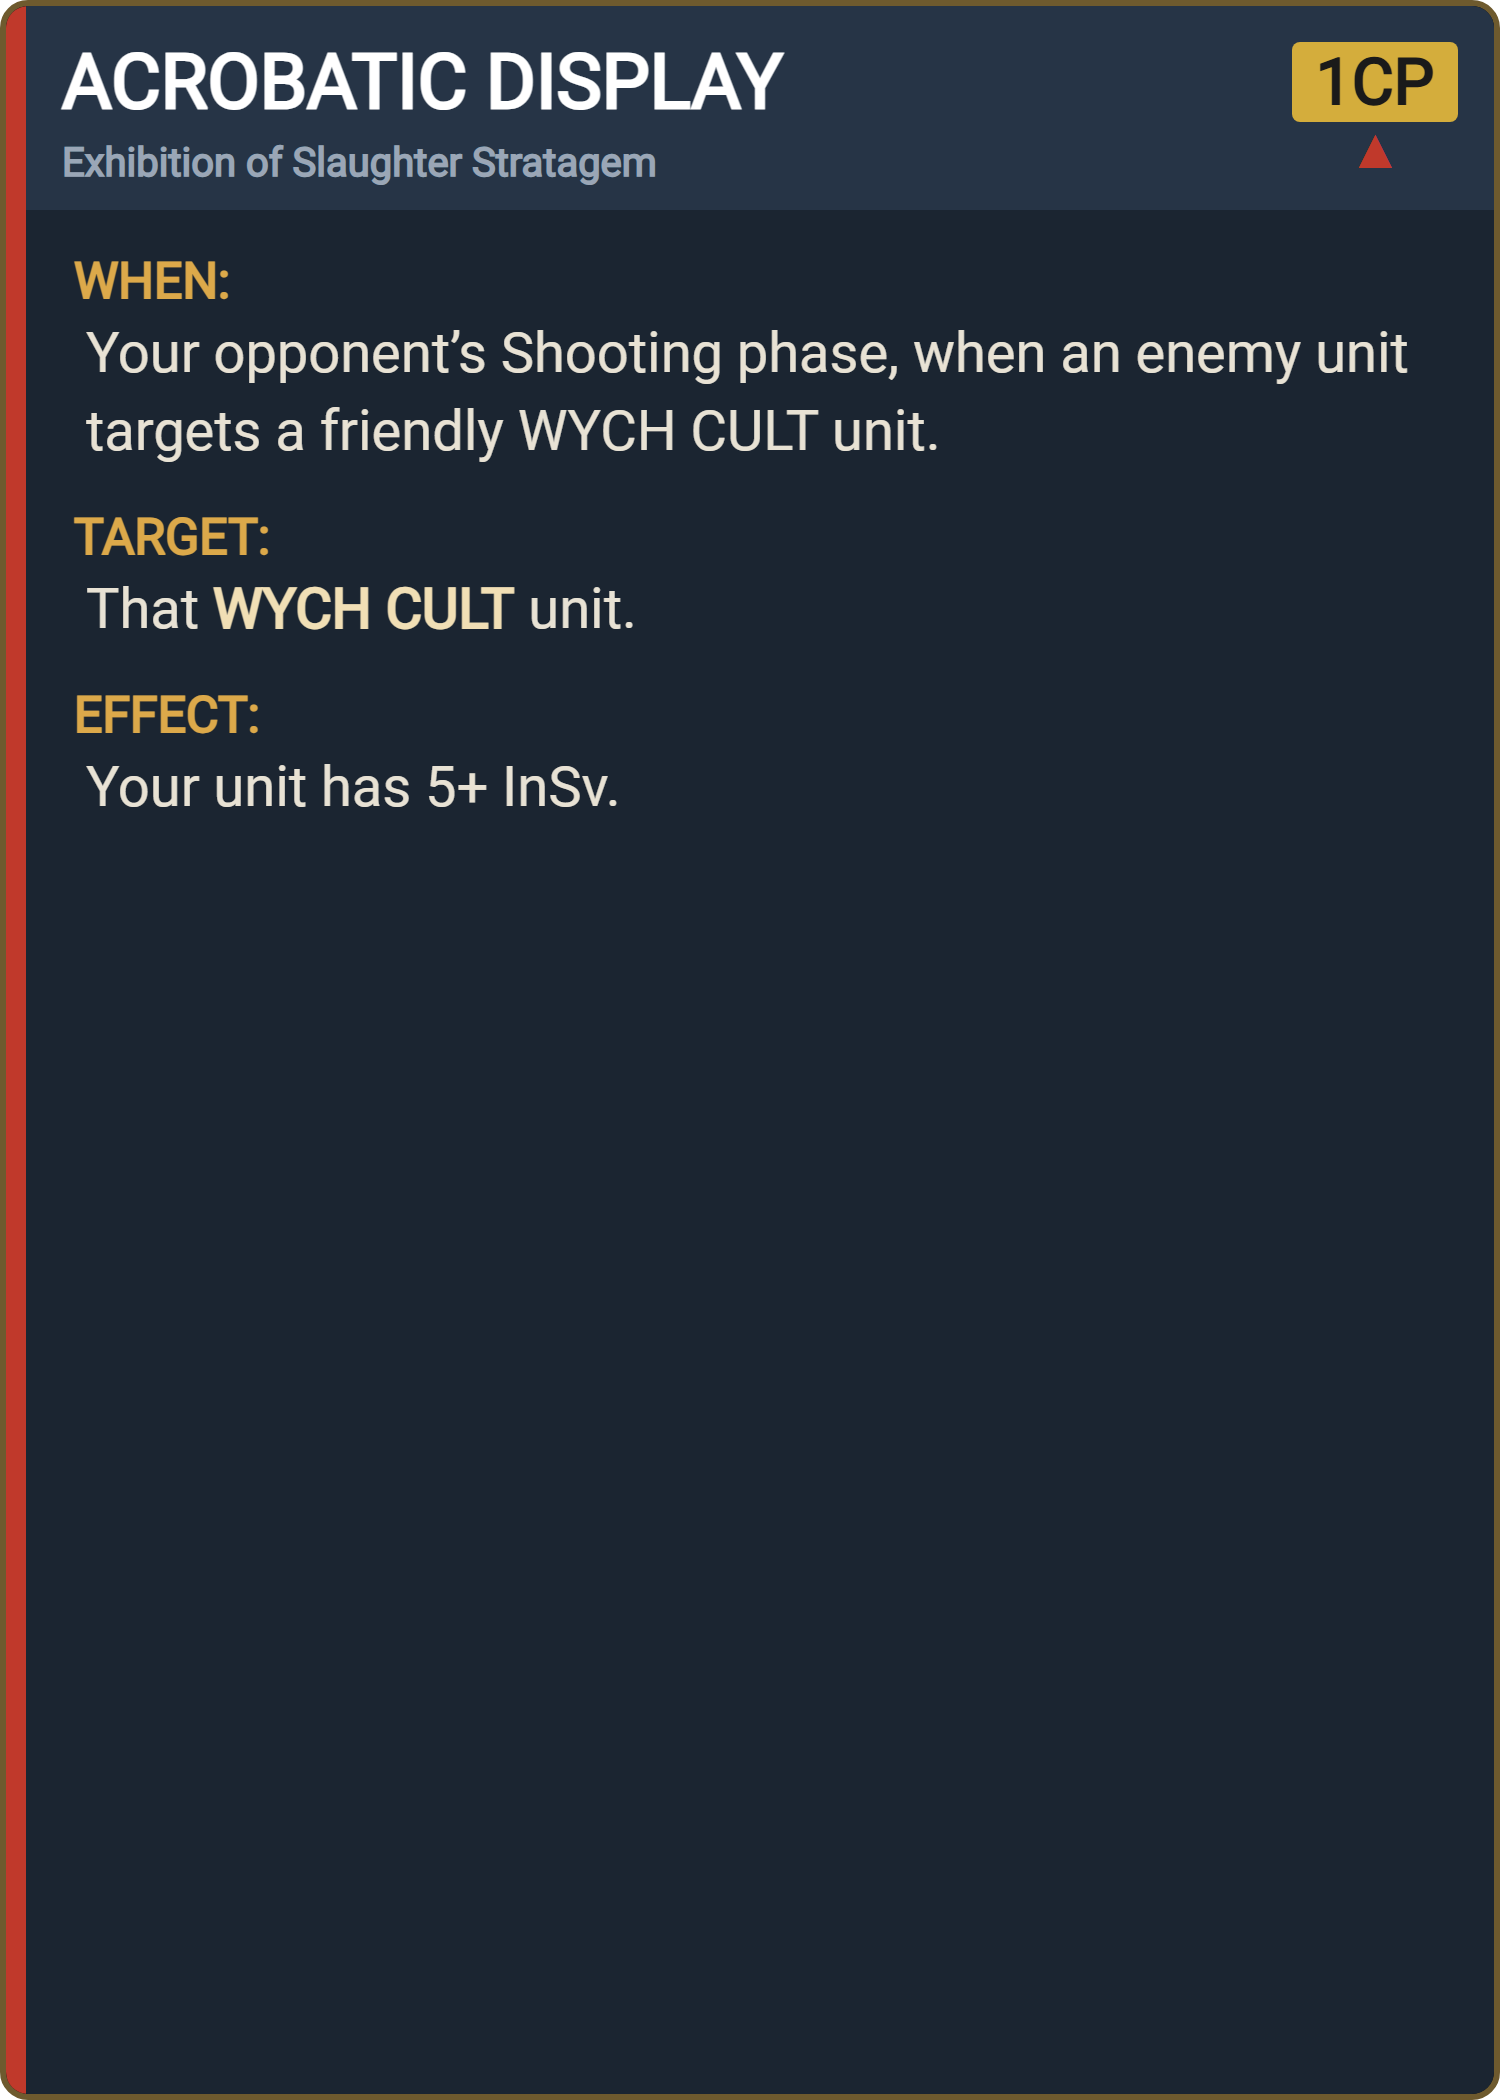 ACROBATIC DISPLAY
1CP
Exhibition of Slaughter Stratagem
WHEN:
Your opponent’s Shooting phase, when an enemy unit
targets a friendly WYCH CULT unit.
TARGET:
That WYCH CULT unit.
EFFECT:
Your unit has 5+ InSv.